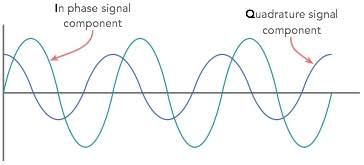 In phase signal
component
Quadrature signal
component